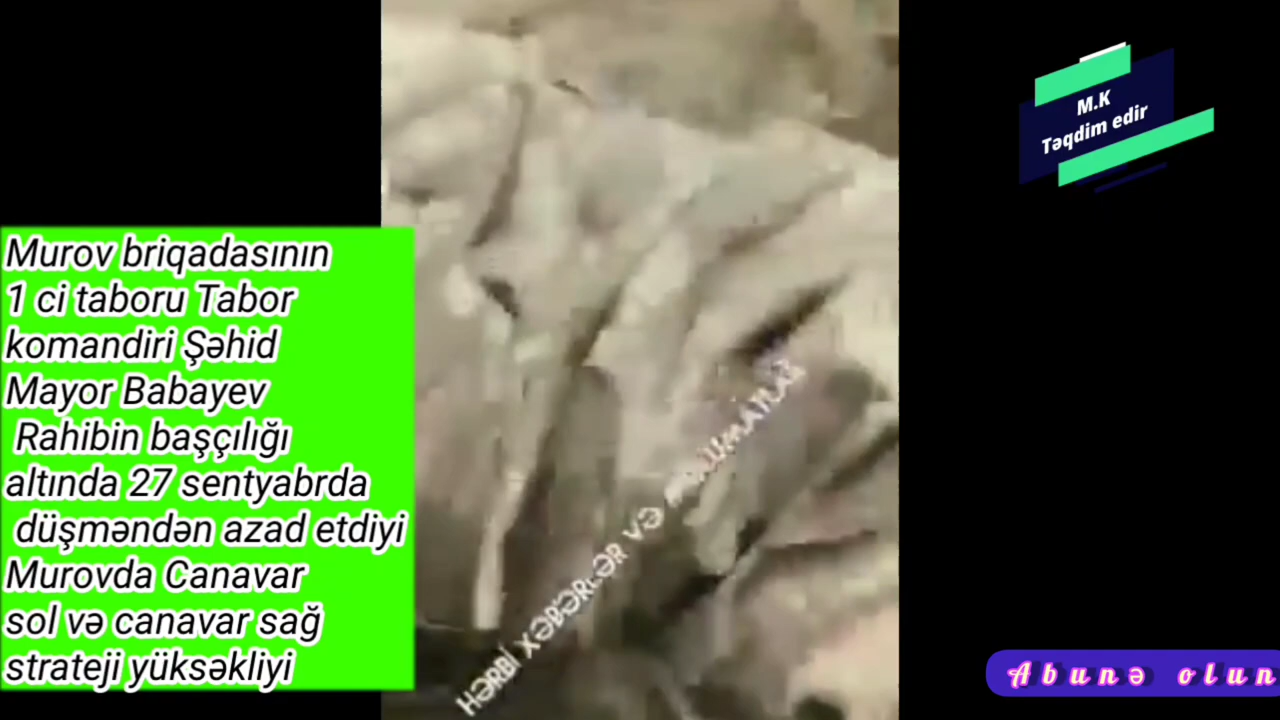 M.K
Təqdim edir
Murov briqadasının
1 ci taboru Tabor
komandiri Şəhid
Mayor Babayev
Rahibin başçılığı
altında 27 sentyabrda
düşməndən azad etdiyi
Murovda Canavar
sol və canavar sağ
strateji yüksəkliyi
HƏRBİ XƏBƏRLƏR VƏ MƏLUMATLAR
Abunə olun